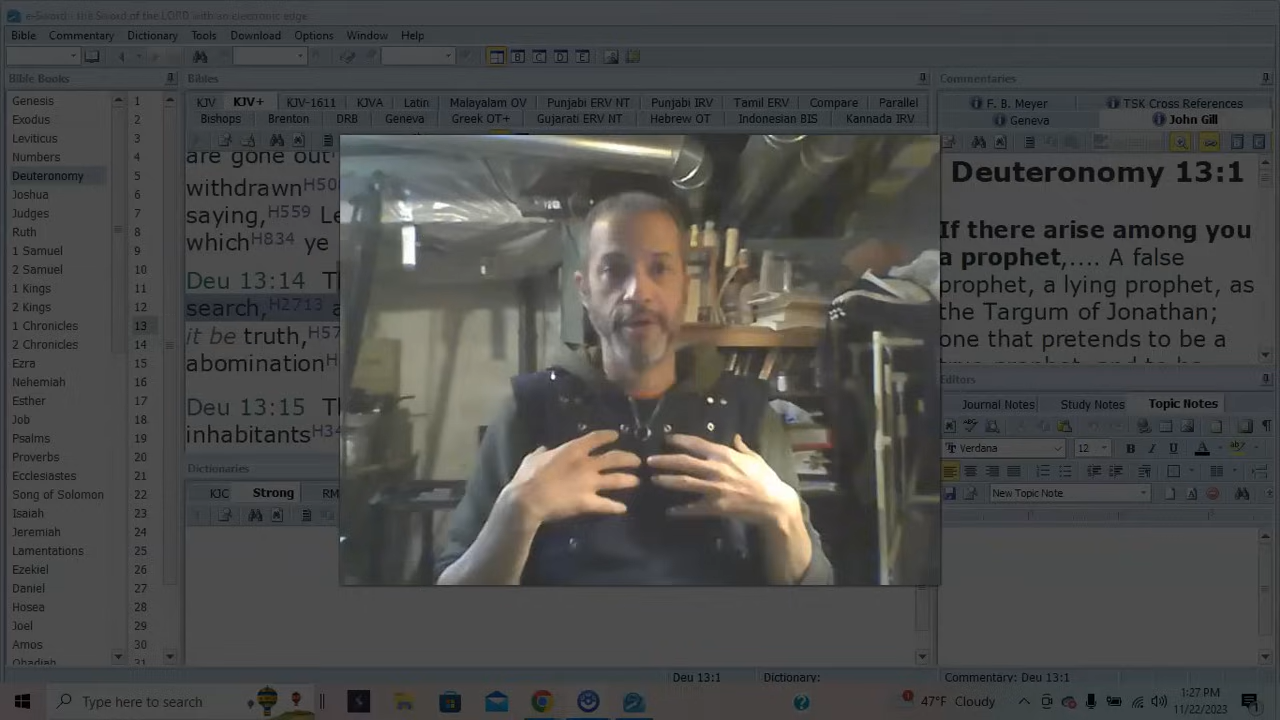 e-Sword - the Sword of the LORD with an electronic edge
Bible Commentary Dictionary Tools Download Options Window Help
Bible Books
Genesis 1
Exodus 2
Leviticus 3
Numbers 4
Deuteronomy 5
Joshua 6
Judges 7
Ruth 8
1 Samuel 9
2 Samuel 10
1 Kings 11
2 Kings 12
1 Chronicles 13
2 Chronicles 14
Ezra 15
Nehemiah 16
Esther 17
Job 18
Psalms 19
Proverbs 20
Ecclesiastes 21
Song of Solomon 22
Isaiah 23
Jeremiah 24
Lamentations 25
Ezekiel 26
Daniel 27
Hosea 28
Joel 29
Amos 30
Obadiah 31
Bibles
KJV KJV+ KJV-1611 KJVA Latin Malayalam OV Punjabi ERV NT Punjabi IRV Tamil ERV Compare Parallel
Bishops Brenton DRB Geneva Greek OT+ Gujarati ERV NT Hebrew OT Indonesian BIS Kannada IRV
are gone out
withdrawn H50
saying, H559 Le
which H834 ye
Deu 13:14 Th
search, H2713 a
it be truth, H57
abomination
Deu 13:15 Th
inhabitants H34
Dictionaries
KJC Strong RM
Commentaries
F. B. Meyer TSK Cross References
Geneva John Gill
Deuteronomy 13:1
If there arise among you
a prophet,.... A false
prophet, a lying prophet, as
the Targum of Jonathan;
one that pretends to be a
Editors
Journal Notes Study Notes Topic Notes
Verdana 12 B I U A
New Topic Note
Deu 13:1 Dictionary: Commentary: Deu 13:1
Type here to search
47°F Cloudy
1:27 PM
11/22/2023